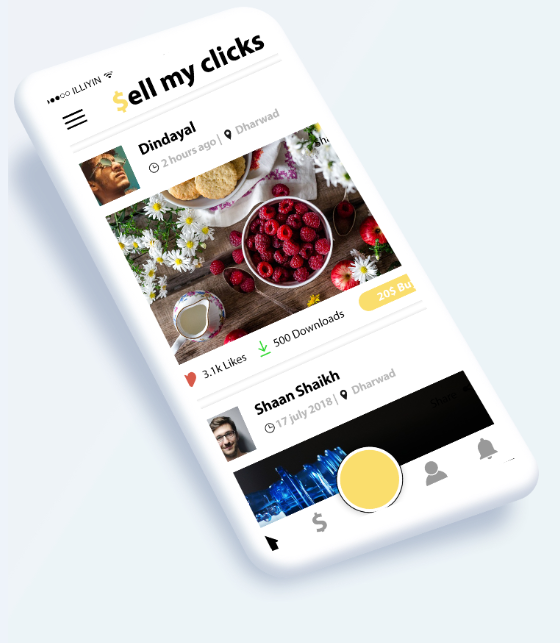 ILLIYIN
$ell my clicks
Dindayal
2 hours ago | Dharwad
20$ Bu
3.1k Likes
500 Downloads
Shaan Shaikh
17 july 2018 | Dharwad
$